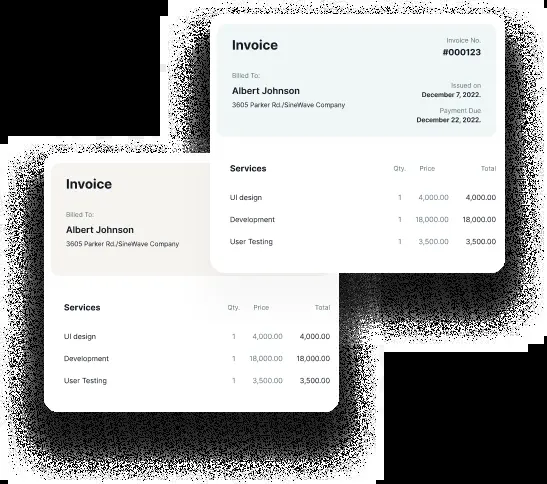 Invoice
Invoice No.
#000123
Billed To:
Albert Johnson
3605 Parker Rd./SineWave Company
Issued on
December 7, 2022.
Payment Due
December 22, 2022.
Services Qty. Price Total
UI design 1 4,000.00 4,000.00
Development 1 18,000.00 18,000.00
User Testing 1 3,500.00 3,500.00
Invoice
Billed To:
Albert Johnson
3605 Parker Rd./SineWave Company
Services Qty. Price Total
UI design 1 4,000.00 4,000.00
Development 1 18,000.00 18,000.00
User Testing 1 3,500.00 3,500.00